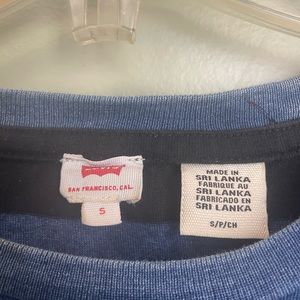 SAN FRANCISCO, CAL.
S
MADE IN
SRI LANKA
FABRIQUE AU
SRI LANKA
FABRICADO EN
SRI LANKA
S/P/CH